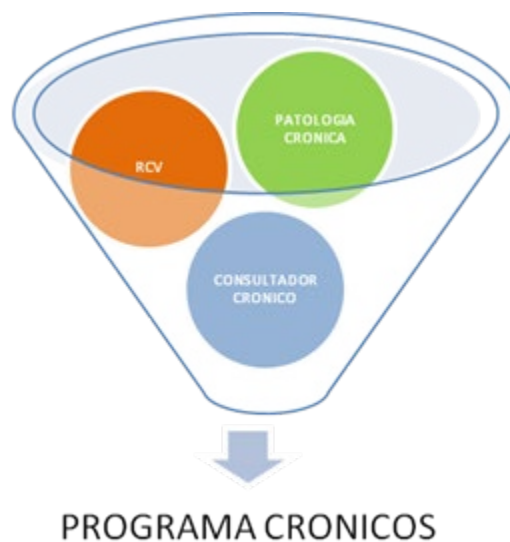 PATOLOGIA
CRONICA
RCV
CONSULTADOR
CRONICO
PROGRAMA CRONICOS